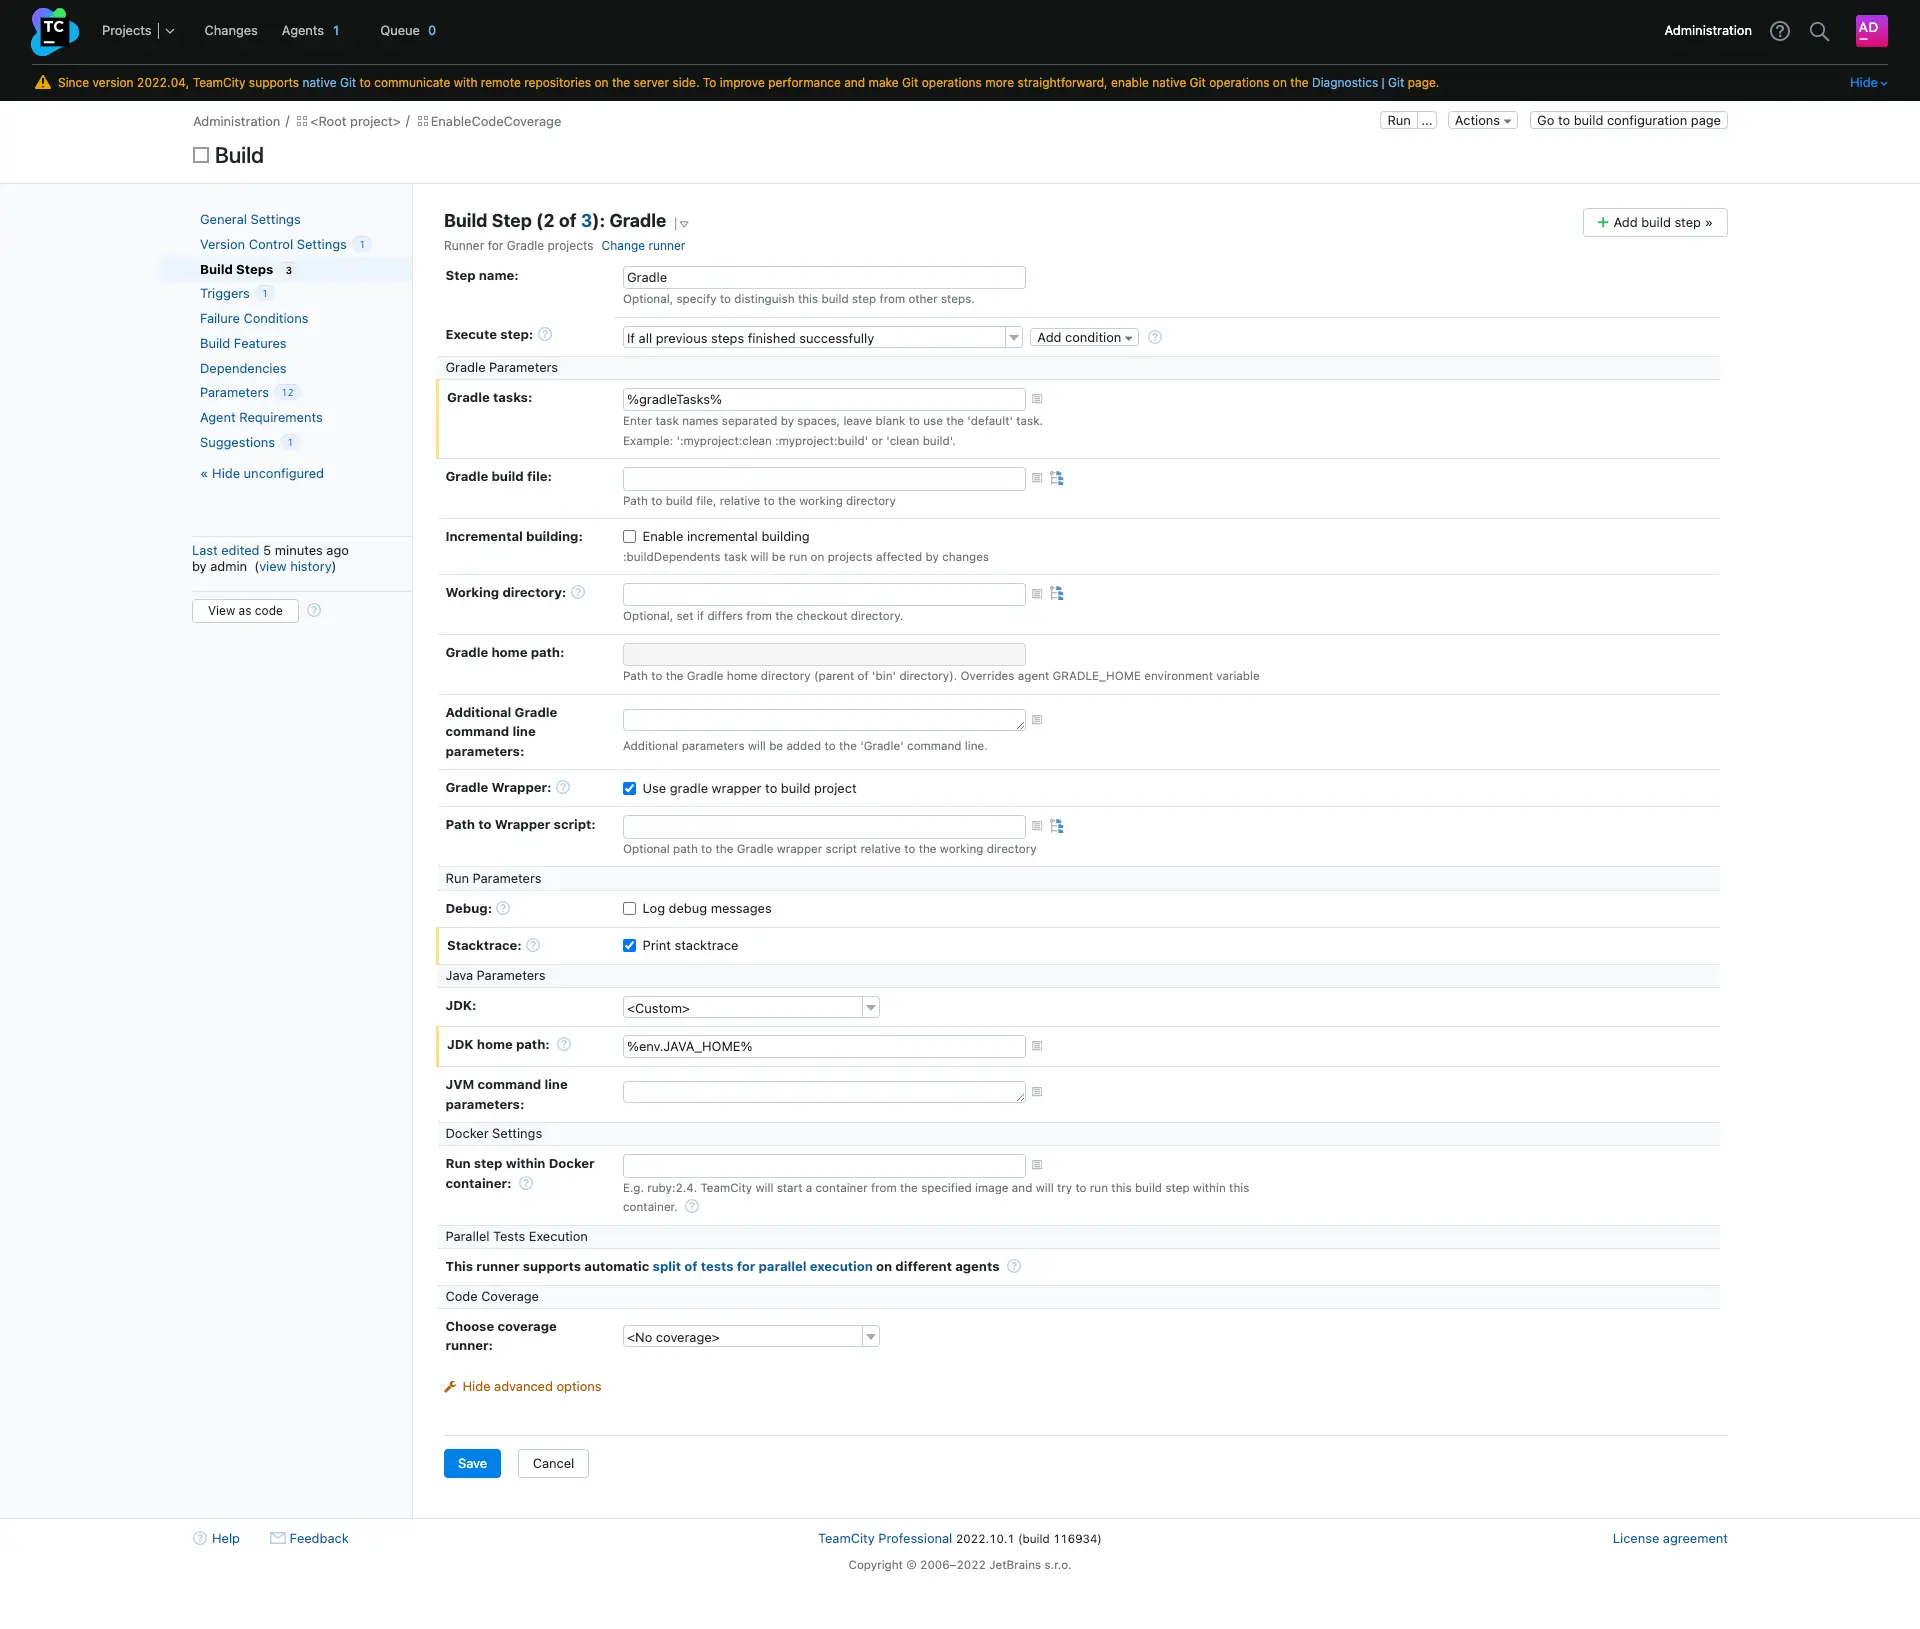 TC
Projects
Changes
Agents 1
Queue 0
Administration
AD
Since version 2022.04, TeamCity supports native Git to communicate with remote repositories on the server side. To improve performance and make Git operations more straightforward, enable native Git operations on the Diagnostics | Git page.
Hide
Administration / <Root project> / EnableCodeCoverage
Run ...
Actions
Go to build configuration page
Build
General Settings
Version Control Settings 1
Build Steps 3
Triggers 1
Failure Conditions
Build Features
Dependencies
Parameters 12
Agent Requirements
Suggestions 1
« Hide unconfigured
Last edited 5 minutes ago
by admin (view history)
View as code ?
Build Step (2 of 3): Gradle
+ Add build step »
Runner for Gradle projects Change runner
Step name:
Gradle
Optional, specify to distinguish this build step from other steps.
Execute step: ?
If all previous steps finished successfully
Add condition ?
Gradle Parameters
Gradle tasks:
%gradleTasks%
Enter task names separated by spaces, leave blank to use the 'default' task.
Example: ':myproject:clean :myproject:build' or 'clean build'.
Gradle build file:
Path to build file, relative to the working directory
Incremental building:
Enable incremental building
:buildDependents task will be run on projects affected by changes
Working directory: ?
Optional, set if differs from the checkout directory.
Gradle home path:
Path to the Gradle home directory (parent of 'bin' directory). Overrides agent GRADLE_HOME environment variable
Additional Gradle
command line
parameters:
Additional parameters will be added to the 'Gradle' command line.
Gradle Wrapper: ?
Use gradle wrapper to build project
Path to Wrapper script:
Optional path to the Gradle wrapper script relative to the working directory
Run Parameters
Debug: ?
Log debug messages
Stacktrace: ?
Print stacktrace
Java Parameters
JDK:
<Custom>
JDK home path: ?
%env.JAVA_HOME%
JVM command line
parameters:
Docker Settings
Run step within Docker
container: ?
E.g. ruby:2.4. TeamCity will start a container from the specified image and will try to run this build step within this
container. ?
Parallel Tests Execution
This runner supports automatic split of tests for parallel execution on different agents ?
Code Coverage
Choose coverage
runner:
<No coverage>
Hide advanced options
Save
Cancel
? Help
Feedback
TeamCity Professional 2022.10.1 (build 116934)
License agreement
Copyright © 2006–2022 JetBrains s.r.o.